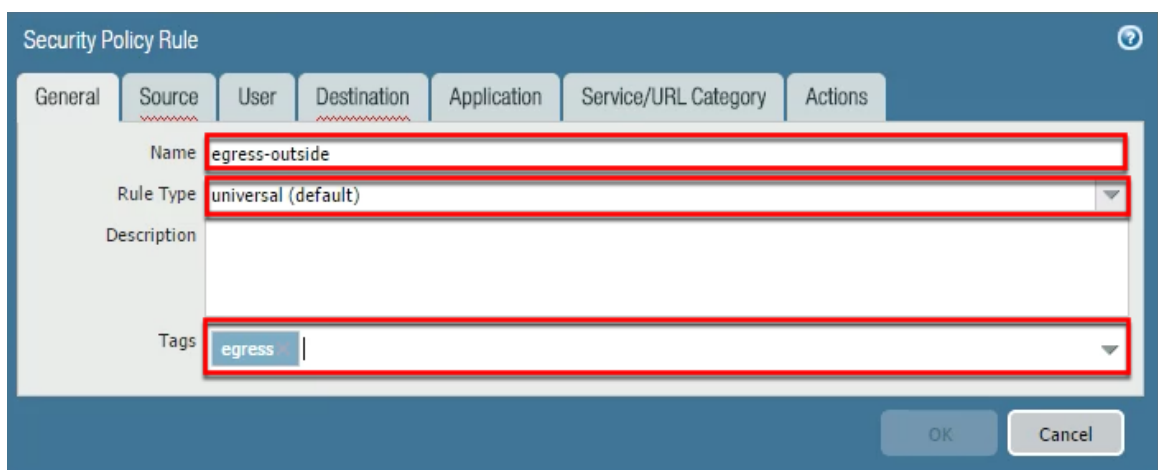 Security Policy Rule
General Source User Destination Application Service/URL Category Actions
Name egress-outside
Rule Type universal (default)
Description
Tags egress
OK Cancel